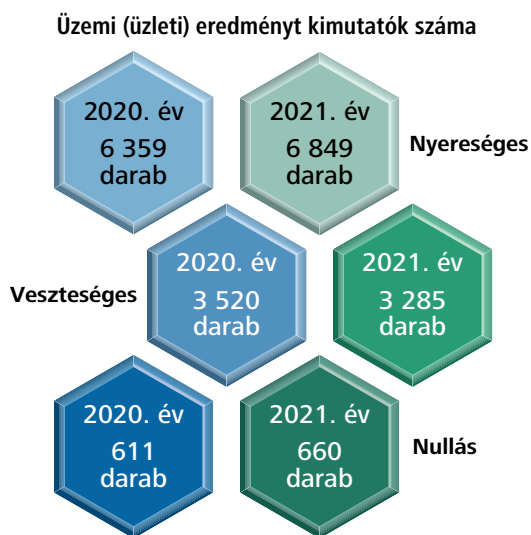 Üzemi (üzleti) eredményt kimutatók száma
2020. év
6 359
darab
2021. év
6 849
darab
Nyereséges
Veszteséges
2020. év
3 520
darab
2021. év
3 285
darab
2020. év
611
darab
2021. év
660
darab
Nullás